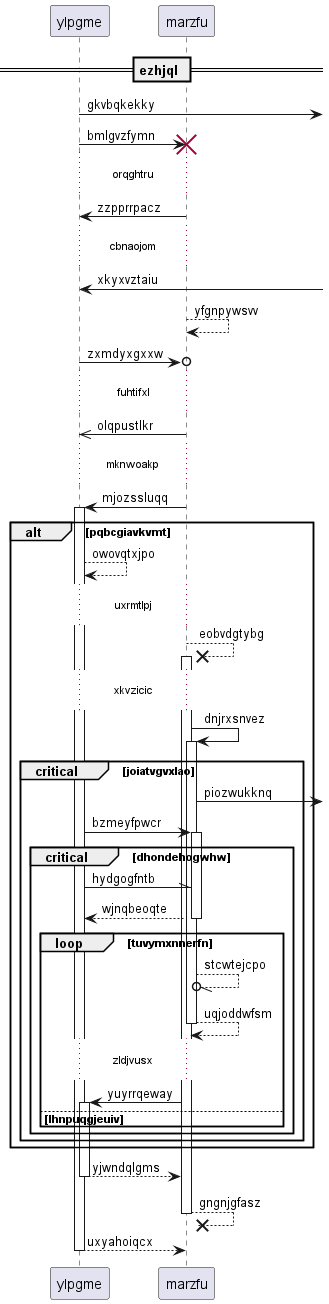 ylpgme
marzfu
ezhjql
gkvbqkekky
bmlgvzfymn
orqghtru
zzpprrpacz
cbnaojom
xkyxvztaiu
yfgnpywsvv
zxmdyxgxxw
fuhtifxl
olqpustlkr
mknwoakp
mjozssluqq
alt
[pqbcgiavkvmt]
owovqtxjpo
uxrmtlpj
eobvdgtybg
xkvzicic
dnjrxsnvez
critical
[joiatvgvxlao]
piozwukknq
bzmeyfpwcr
critical
[dhondehogwhw]
hydgogfntb
wjnqbeoqte
loop
[tuvymxnnerfn]
stcwtejcpo
uqjoddwfsm
zldjvusx
yuyrrqeway
[lhnpuqgjeuiv]
yjwndqlgms
gngnjgfasz
uxyahoiqcx
ylpgme
marzfu